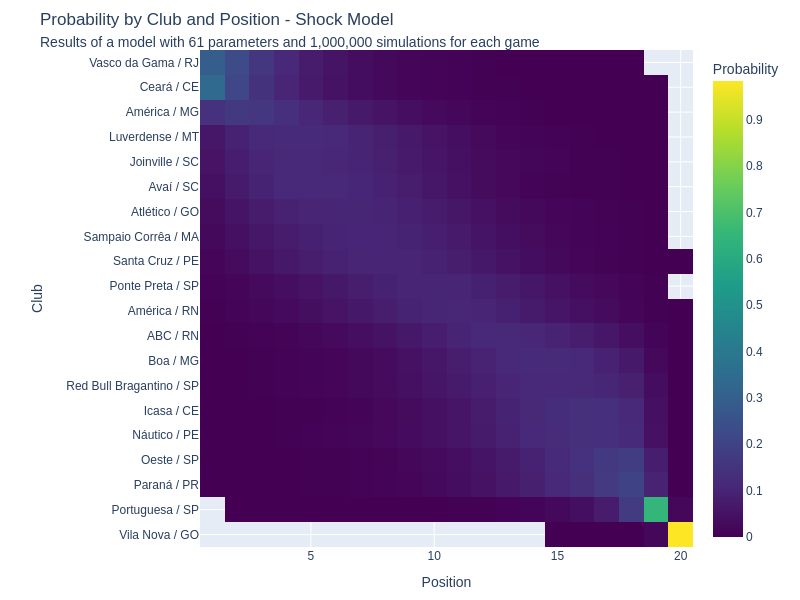 Probability by Club and Position - Shock Model
Results of a model with 61 parameters and 1,000,000 simulations for each game
Vasco da Gama / RJ
Ceará / CE
América / MG
Luverdense / MT
Joinville / SC
Avaí / SC
Atlético / GO
Sampaio Corrêa / MA
Santa Cruz / PE
Ponte Preta / SP
América / RN
ABC / RN
Boa / MG
Red Bull Bragantino / SP
Icasa / CE
Náutico / PE
Oeste / SP
Paraná / PR
Portuguesa / SP
Vila Nova / GO
Club
5
10
15
20
Position
Probability
0.9
0.8
0.7
0.6
0.5
0.4
0.3
0.2
0.1
0